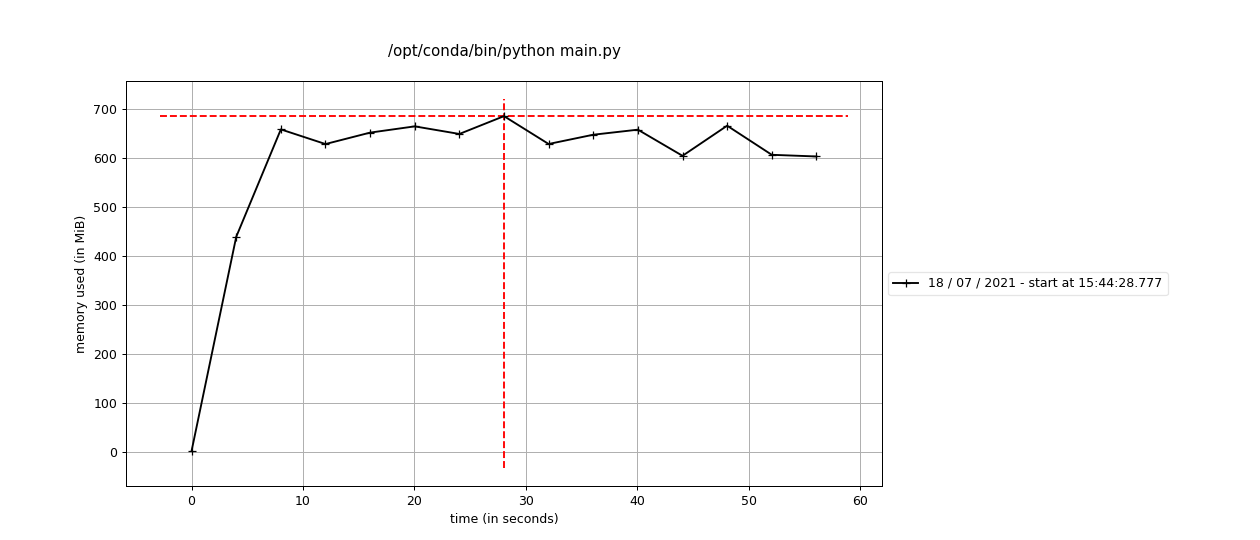 /opt/conda/bin/python main.py
700
600
500
400
300
200
100
0
memory used (in MiB)
0 10 20 30 40 50 60
time (in seconds)
18 / 07 / 2021 - start at 15:44:28.777